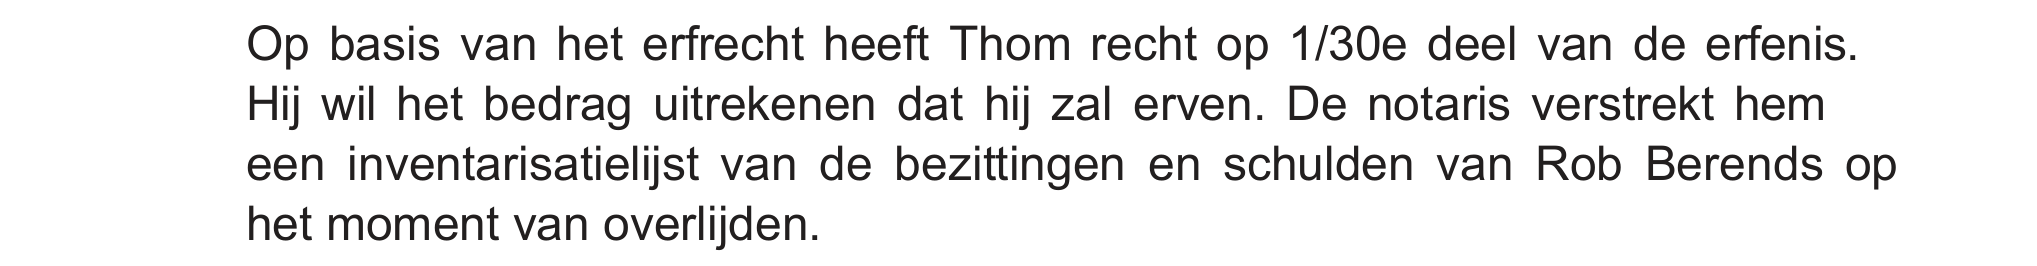 Op basis van het erfrecht heeft Thom recht op 1/30e deel van de erfenis.
Hij wil het bedrag uitrekenen dat hij zal erven. De notaris verstrekt hem
een inventarisatielijst van de bezittingen en schulden van Rob Berends op
het moment van overlijden.